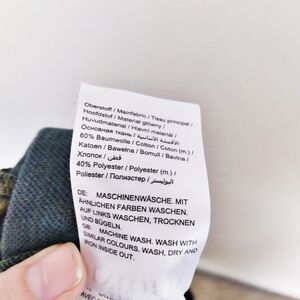 Oberstoff / Mainfabric / Tissu principal /
Hoofdstof / Materiał główny /
Huvudmaterial / Hlavní materiál /
Основная ткань / الأقمشة الأساسية
60% Baumwolle / Cotton / Coton (m.) /
Katoen / Bawełna / Bomull / Bavlna /
Хлопок / قطن
40% Polyester / Polyester (m.) /
Poliester / Полиэстер / البوليستر
DE: MASCHINENWÄSCHE. MIT
ÄHNLICHEN FARBEN WASCHEN.
AUF LINKS WASCHEN, TROCKNEN
UND BÜGELN.
GB: MACHINE WASH. WASH WITH
SIMILAR COLOURS. WASH, DRY AND
IRON INSIDE OUT.